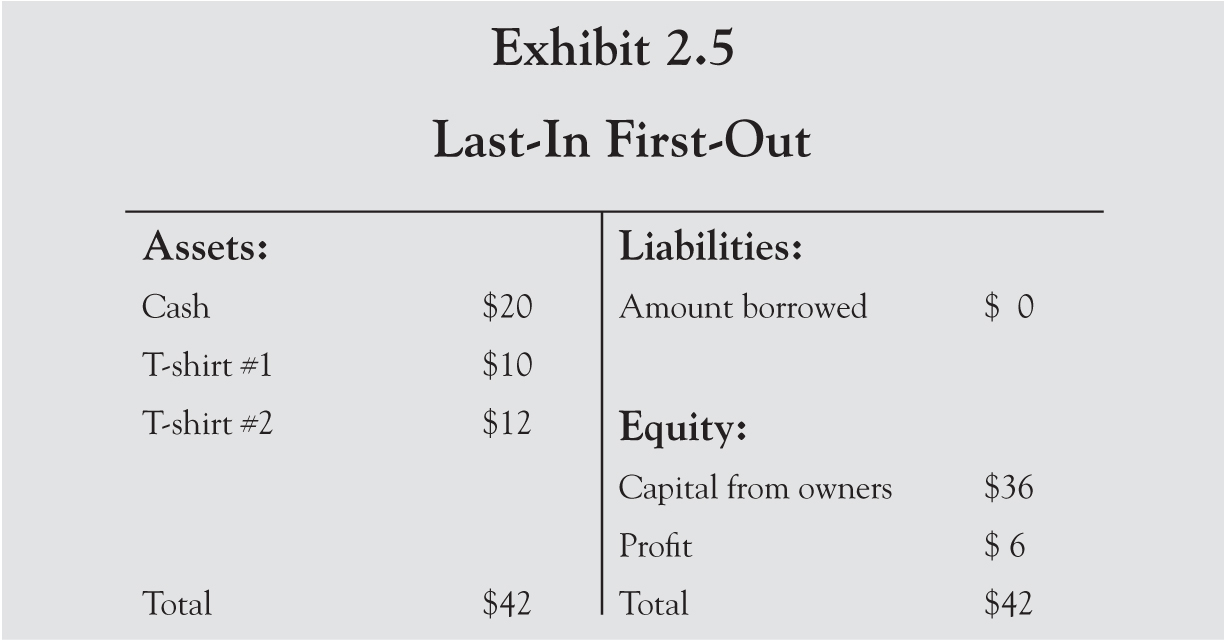 Exhibit 2.5
Last-In First-Out
Assets:
Cash $20
T-shirt #1 $10
T-shirt #2 $12
Total $42
Liabilities:
Amount borrowed $ 0
Equity:
Capital from owners $36
Profit $ 6
Total $42